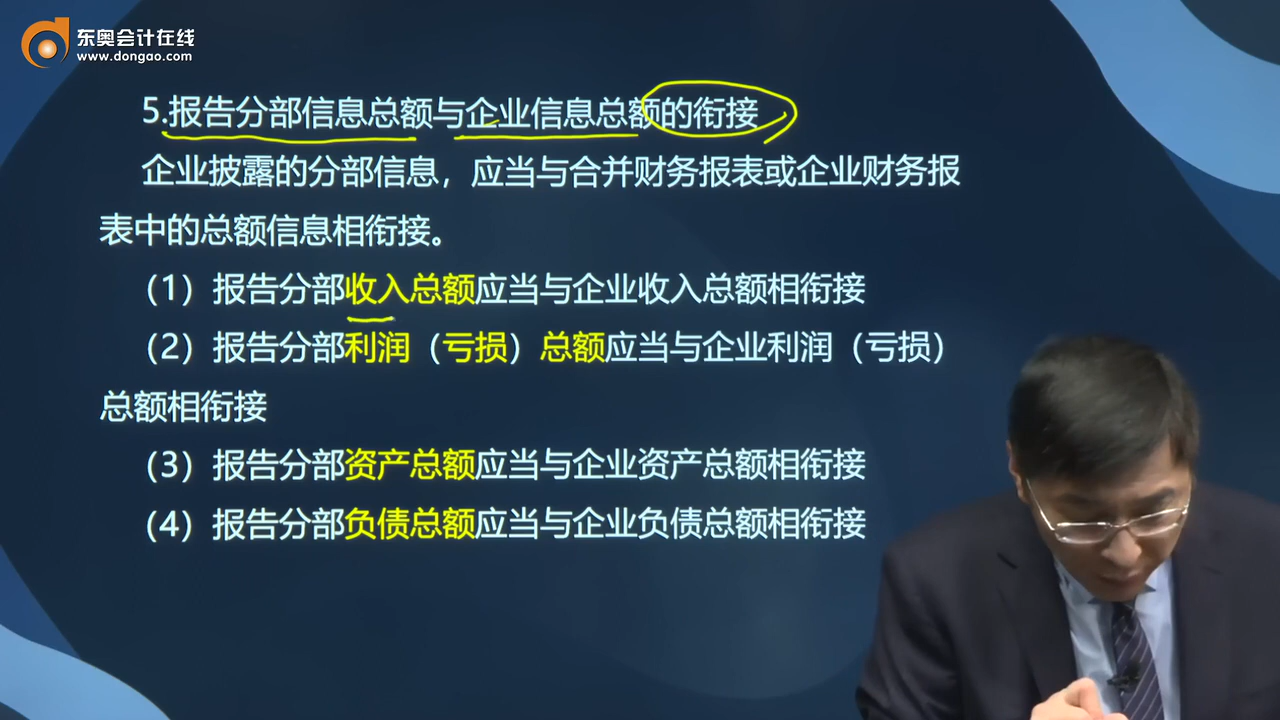 东奥会计在线
www.dongao.com
5.报告分部信息总额与企业信息总额的衔接
企业披露的分部信息，应当与合并财务报表或企业财务报
表中的总额信息相衔接。
（1）报告分部收入总额应当与企业收入总额相衔接
（2）报告分部利润（亏损）总额应当与企业利润（亏损）
总额相衔接
（3）报告分部资产总额应当与企业资产总额相衔接
（4）报告分部负债总额应当与企业负债总额相衔接